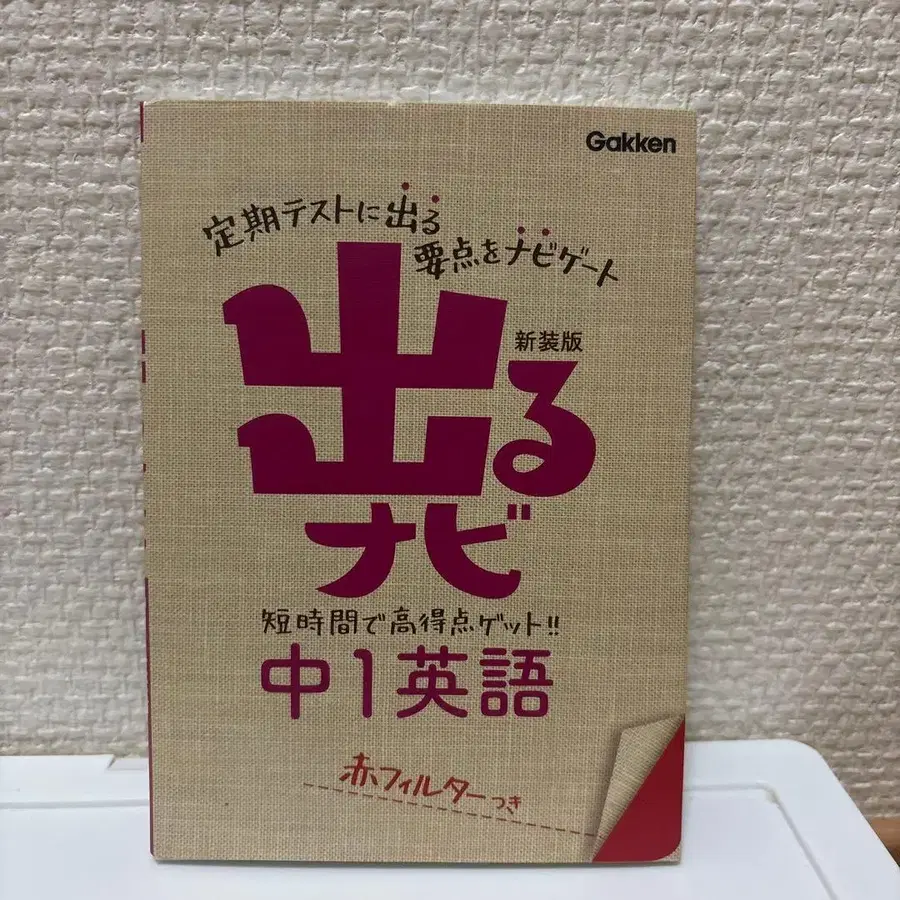 Gakken
定期テストに出る
要点をナビゲート
新装版
出る
ナビ
短時間で高得点ゲット!!
中1英語
赤フィルターつき